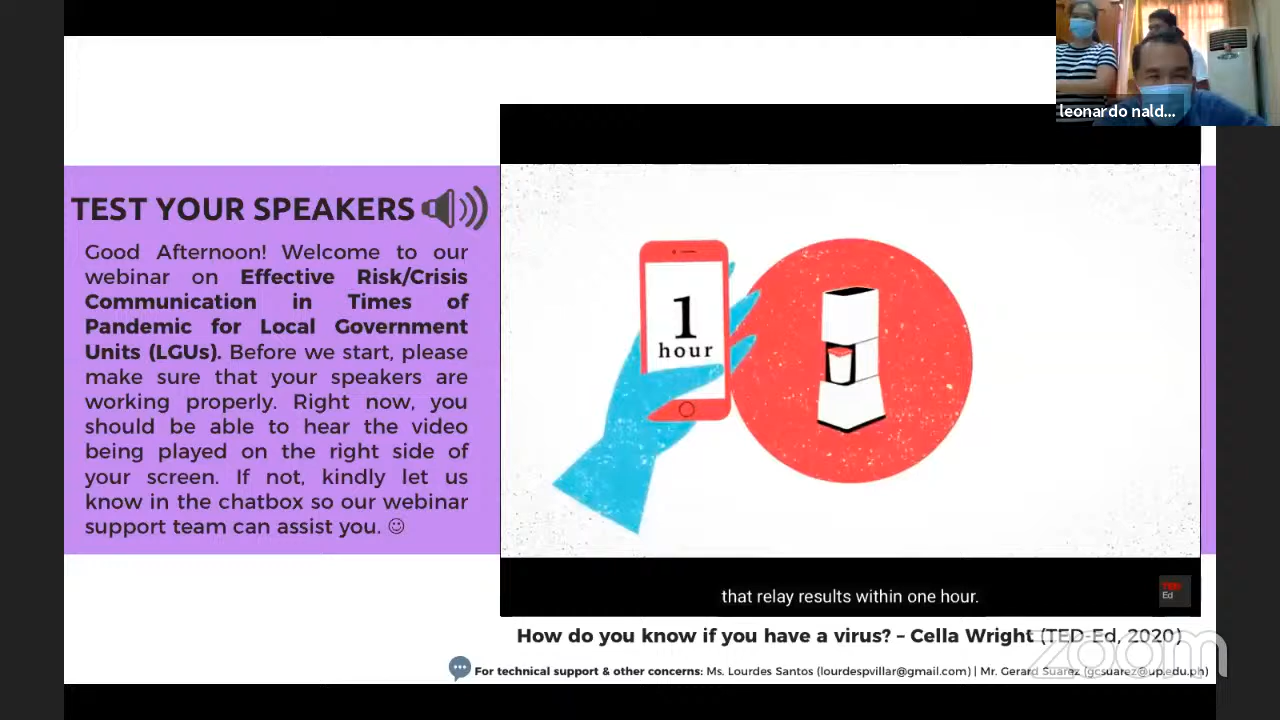 leonardo nald...
TEST YOUR SPEAKERS
Good Afternoon! Welcome to our
webinar on Effective Risk/Crisis
Communication in Times of
Pandemic for Local Government
Units (LGUs). Before we start, please
make sure that your speakers are
working properly. Right now, you
should be able to hear the video
being played on the right side of
your screen. If not, kindly let us
know in the chatbox so our webinar
support team can assist you. ☺
1
hour
that relay results within one hour.
TED
Ed
How do you know if you have a virus? – Cella Wright (TED-Ed, 2020)
zoom
For technical support & other concerns: Ms. Lourdes Santos (lourdespvillar@gmail.com) | Mr. Gerard Suarez (gcsuarez@up.edu.ph)